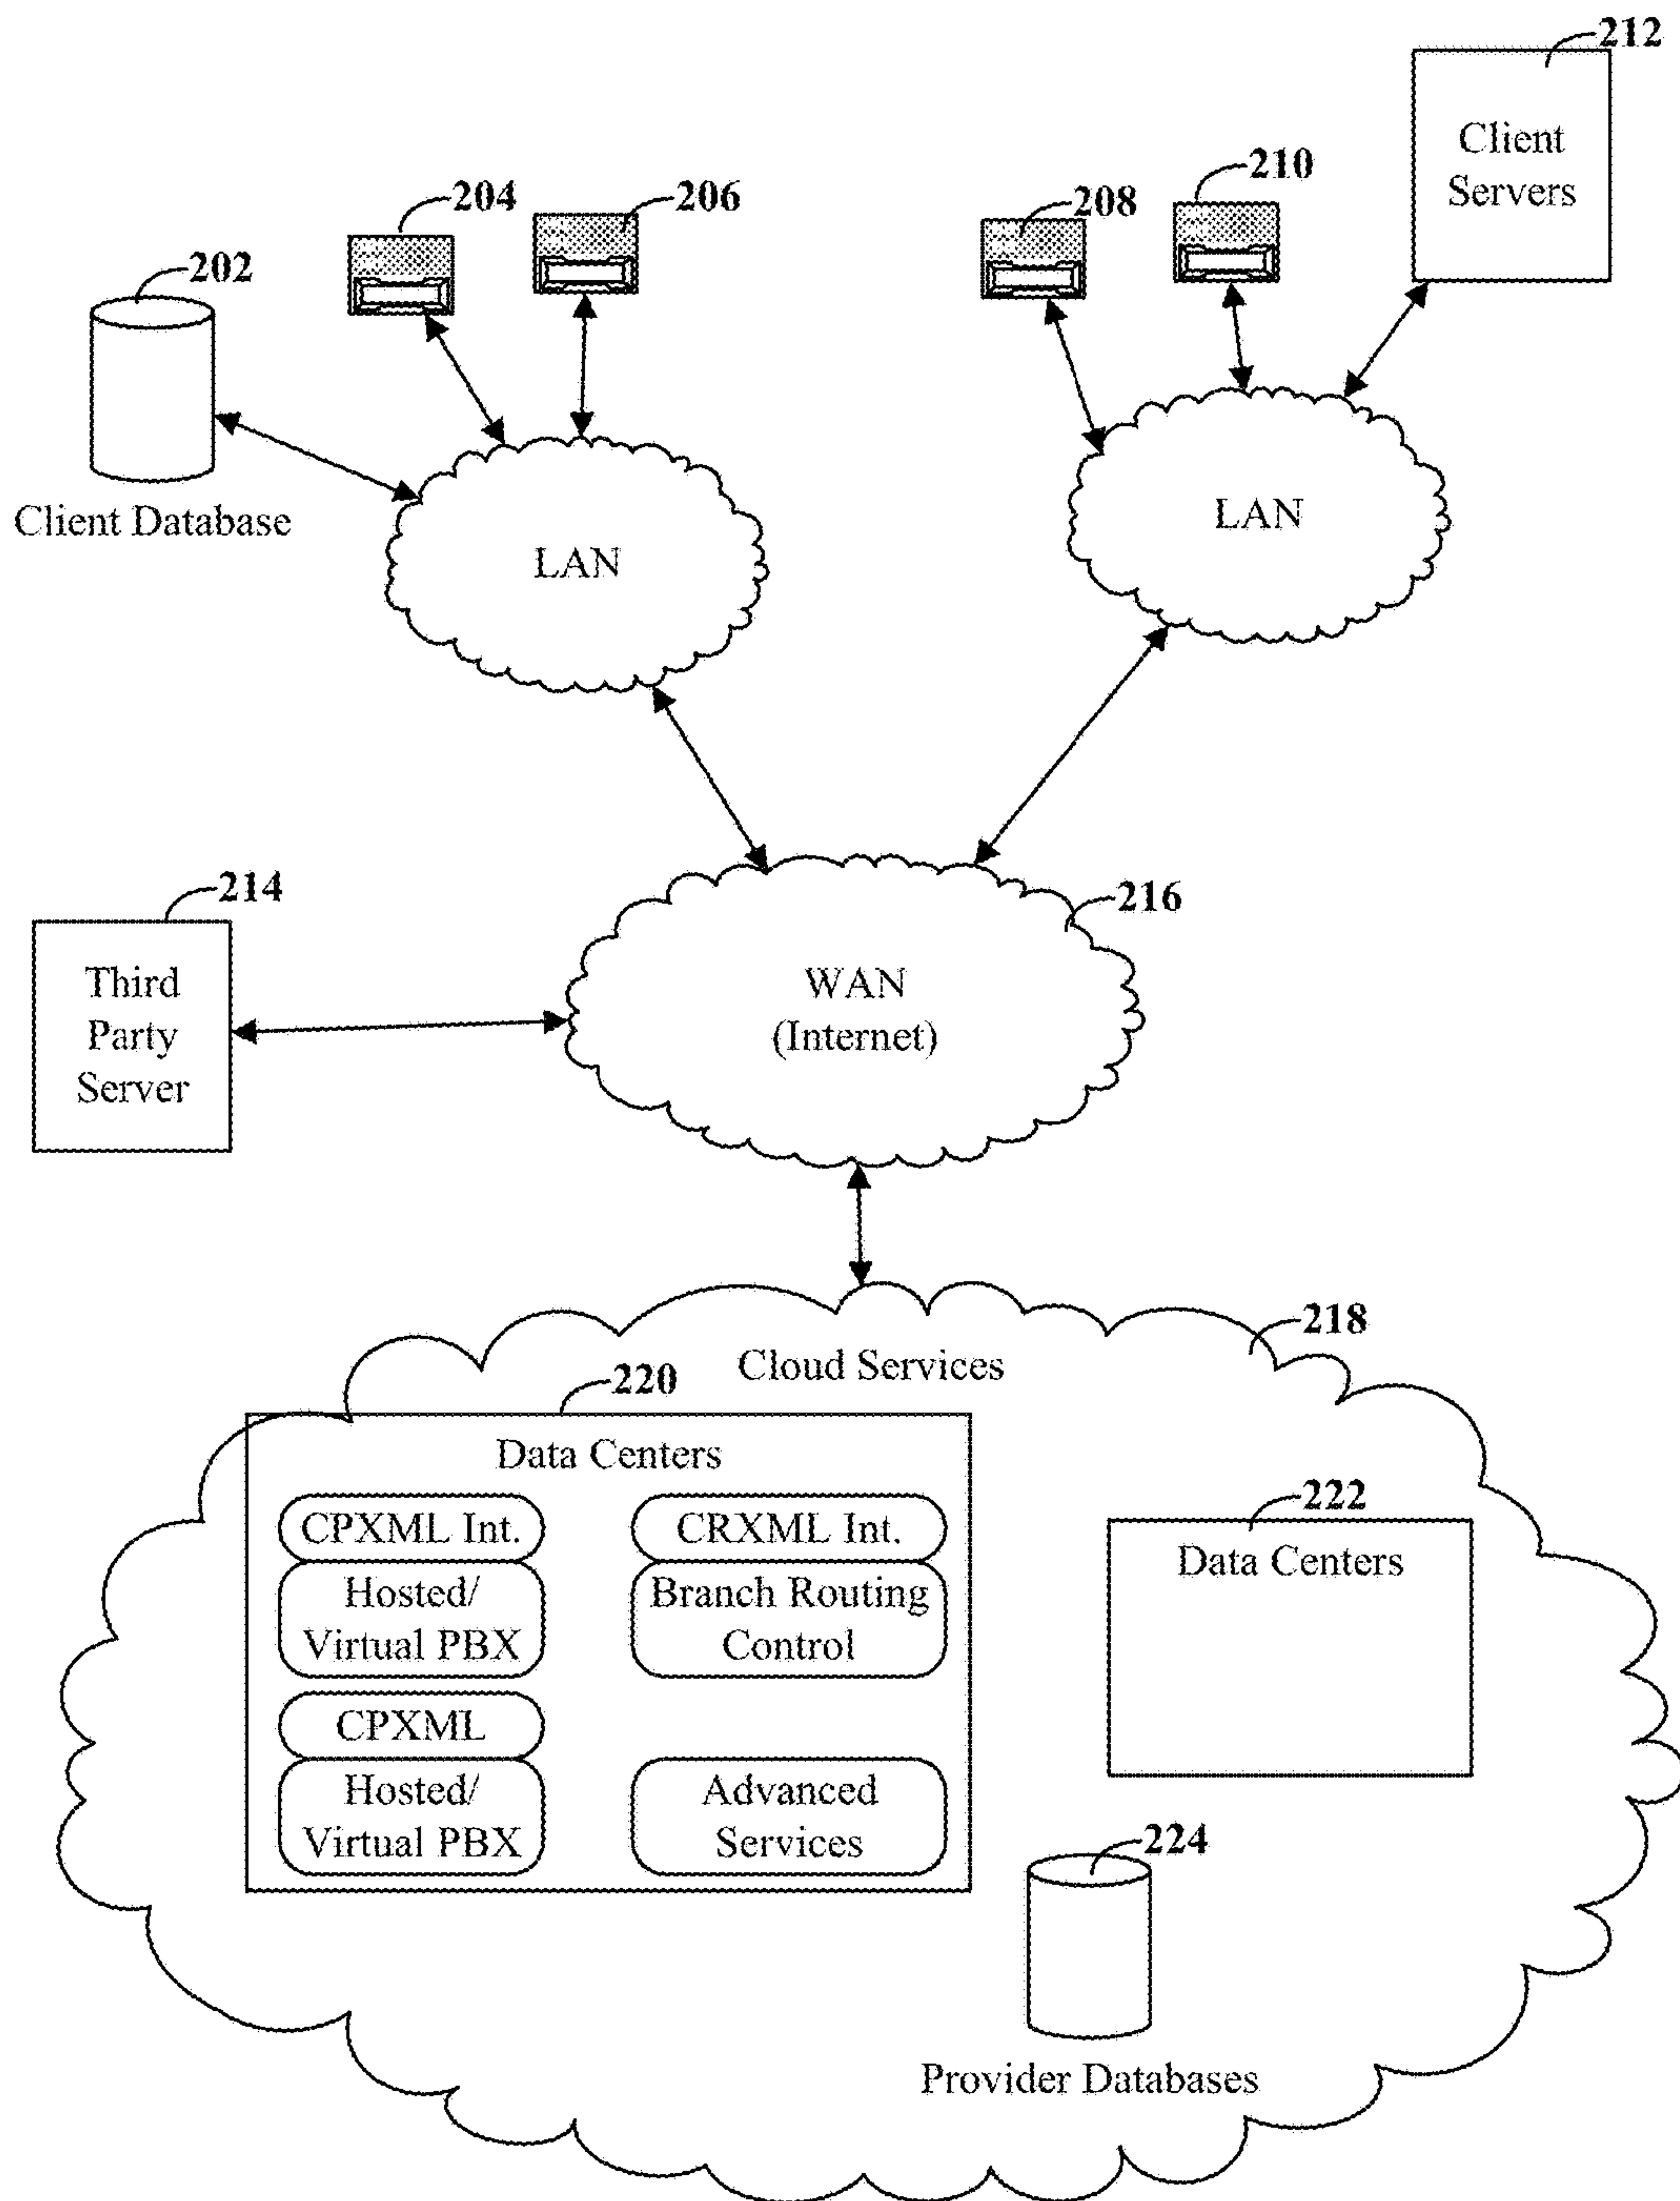 212
Client
Servers
204
206
208
210
202
Client Database
LAN
LAN
214
Third
Party
Server
216
WAN
(Internet)
218
Cloud Services
220
Data Centers
CPXML Int.
Hosted/
Virtual PBX
CPXML
Hosted/
Virtual PBX
CRXML Int.
Branch Routing
Control
Advanced
Services
222
Data Centers
224
Provider Databases